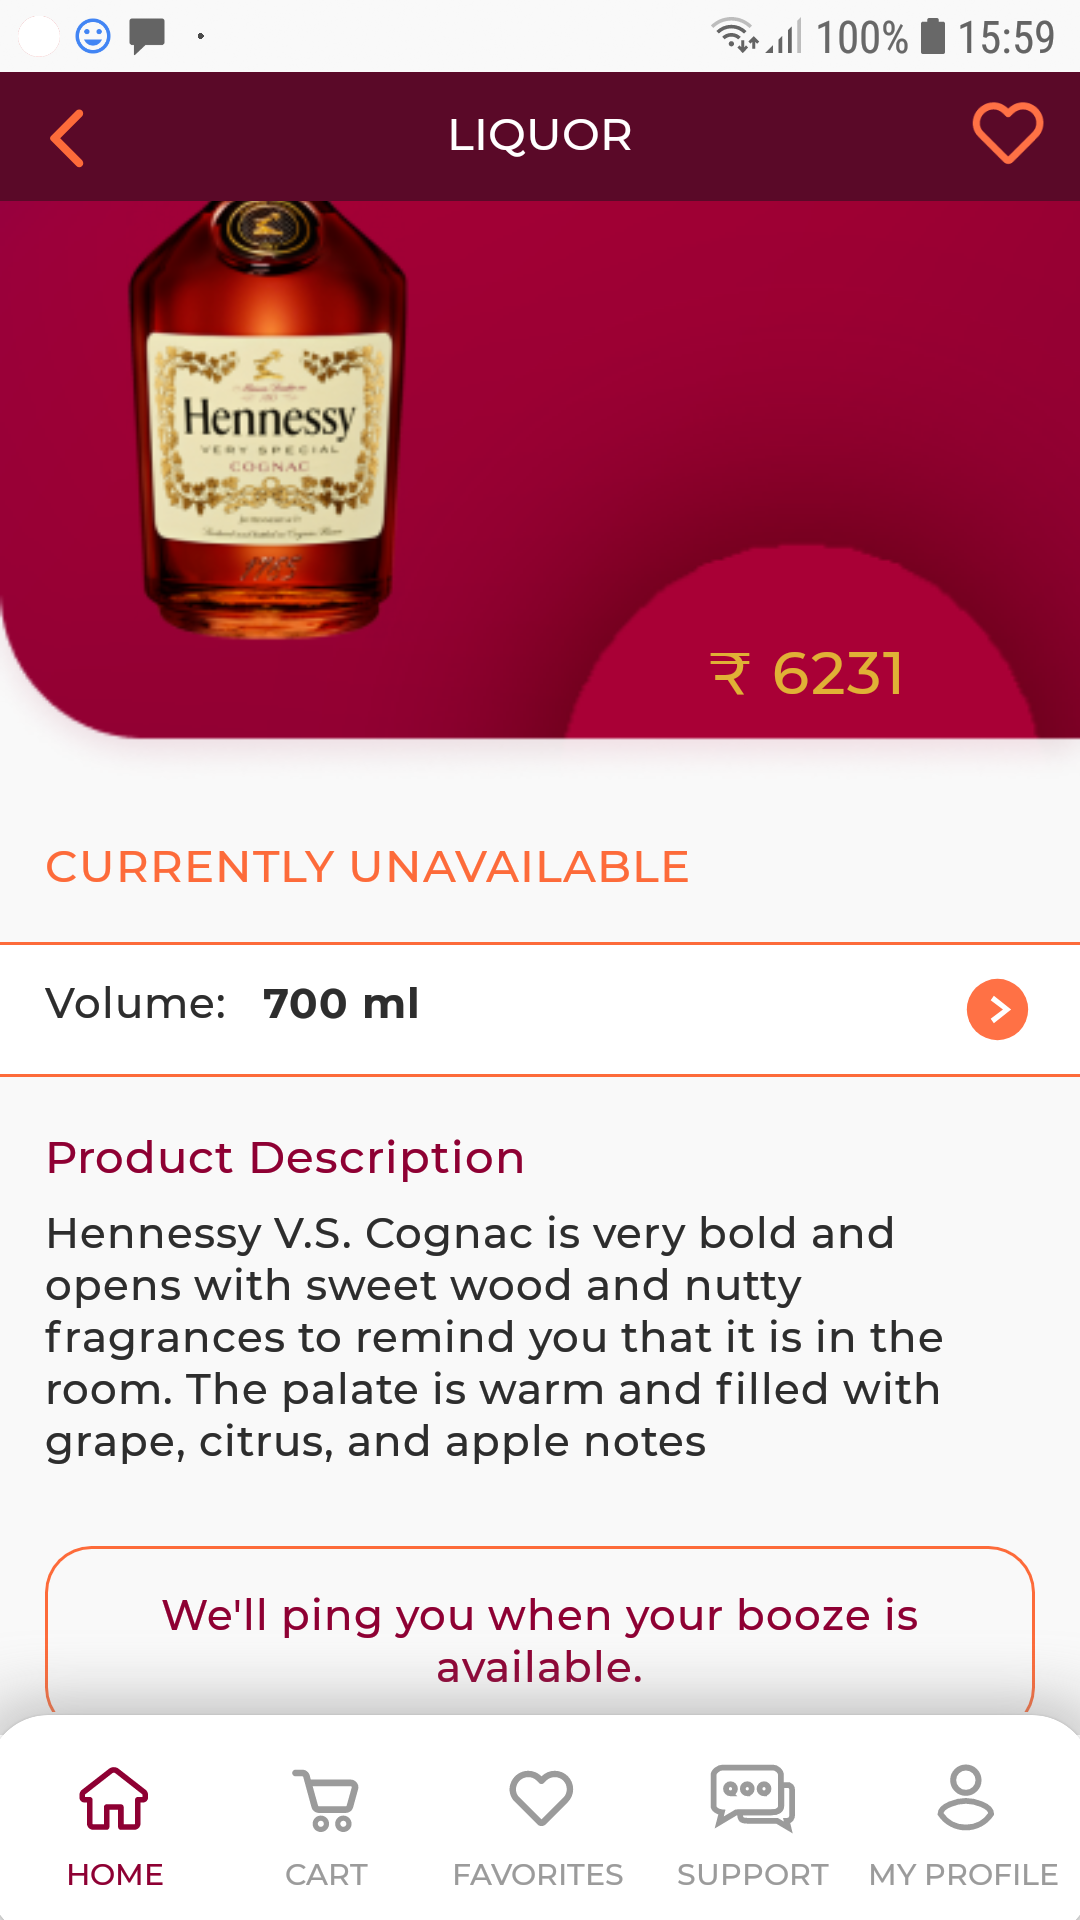 100% 15:59
LIQUOR
Hennessy
VERY SPECIAL
COGNAC
₹ 6231
CURRENTLY UNAVAILABLE
Volume: 700 ml
Product Description
Hennessy V.S. Cognac is very bold and
opens with sweet wood and nutty
fragrances to remind you that it is in the
room. The palate is warm and filled with
grape, citrus, and apple notes
We'll ping you when your booze is
available.
HOME CART FAVORITES SUPPORT MY PROFILE